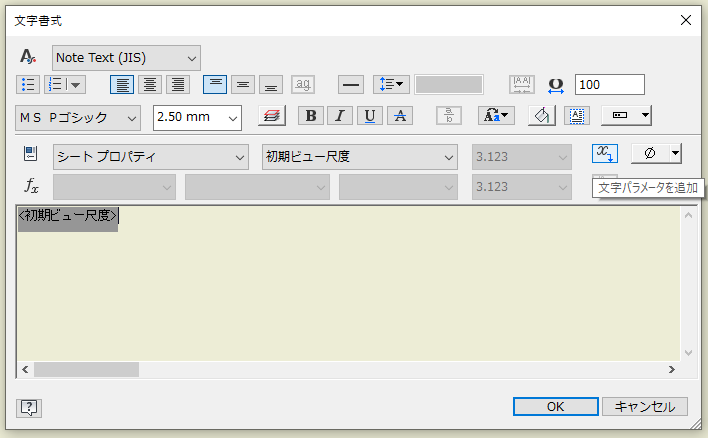 文字書式
Note Text (JIS)
ag
|A|A|
100
ＭＳ Ｐゴシック
2.50 mm
B I U A
a
b
Aa
A
シート プロパティ
初期ビュー尺度
3.123
x
fx
3.123
文字パラメータを追加
<初期ビュー尺度>
?
OK
キャンセル